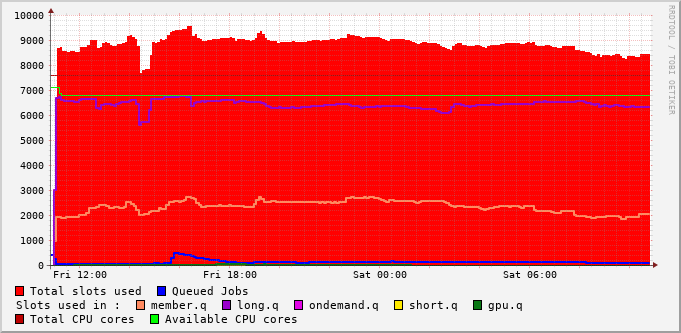 10000
9000
8000
7000
6000
5000
4000
3000
2000
1000
0
Fri 12:00 Fri 18:00 Sat 00:00 Sat 06:00
RRDTOOL / TOBI OETIKER
Total slots used Queued Jobs
Slots used in : member.q long.q ondemand.q short.q gpu.q
Total CPU cores Available CPU cores